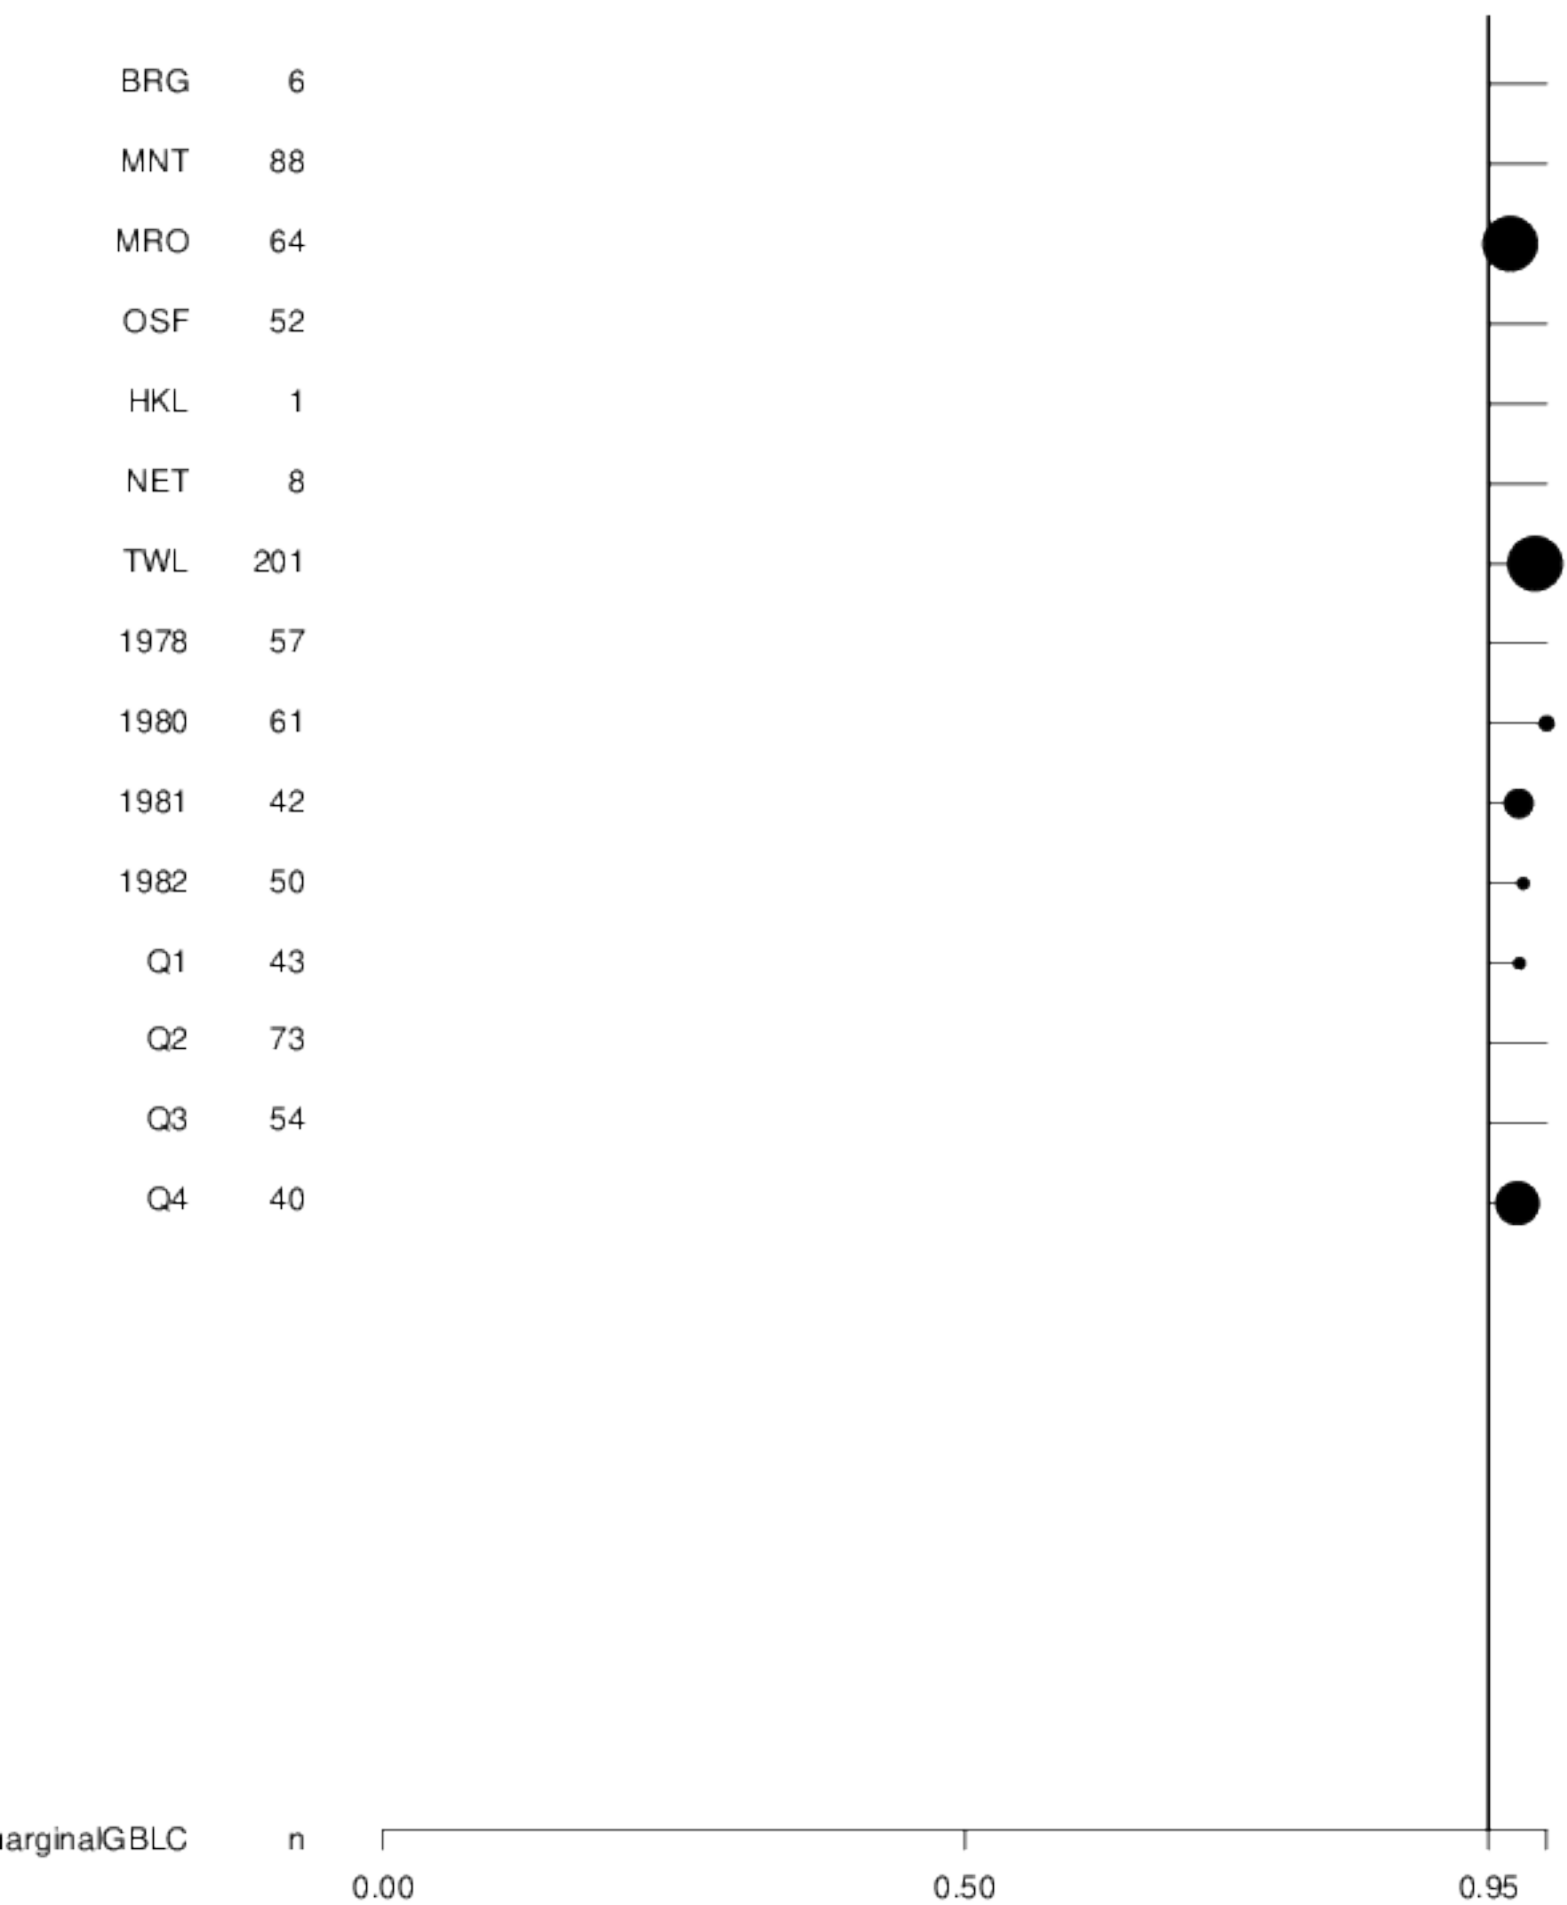 BRG 6
MNT 88
MRO 64
OSF 52
HKL 1
NET 8
TWL 201
1978 57
1980 61
1981 42
1982 50
Q1 43
Q2 73
Q3 54
Q4 40
arginalGBLC n
0.00 0.50 0.95